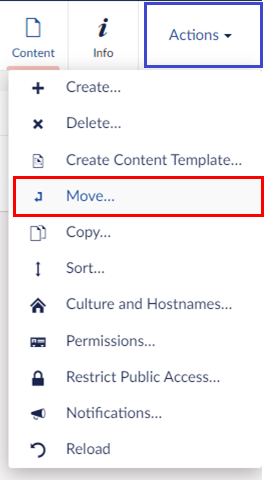 Content
Info
Actions
Create...
Delete...
Create Content Template...
Move...
Copy...
Sort...
Culture and Hostnames...
Permissions...
Restrict Public Access...
Notifications...
Reload